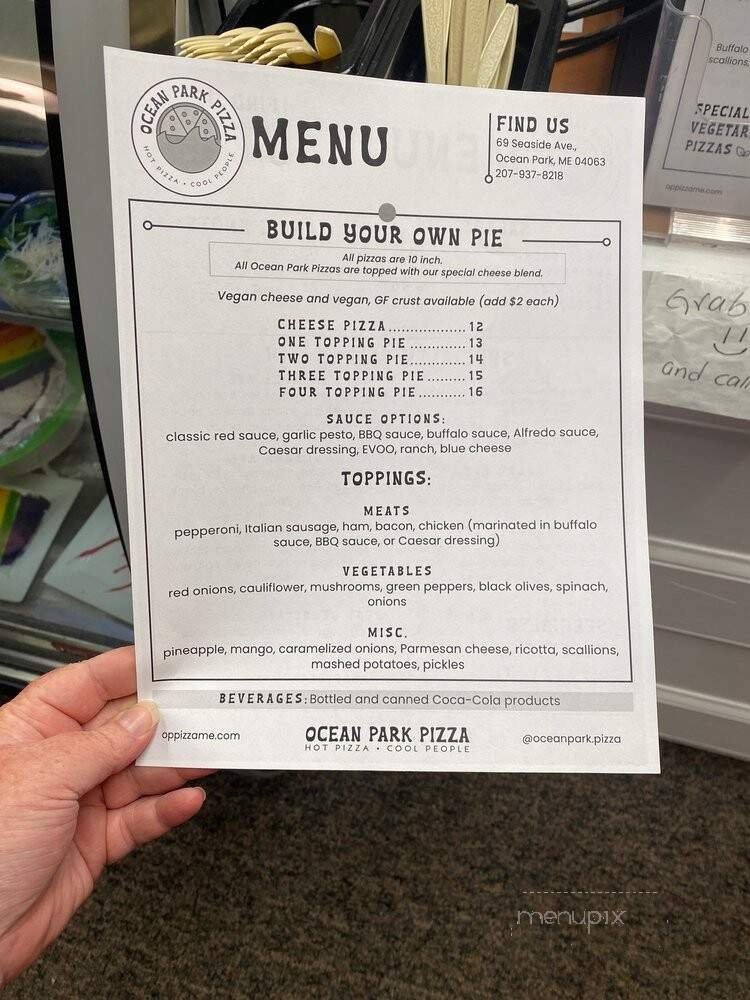 OCEAN PARK PIZZA
HOT PIZZA • COOL PEOPLE
MENU
FIND US
69 Seaside Ave.,
Ocean Park, ME 04063
207-937-8218
BUILD YOUR OWN PIE
All pizzas are 10 inch.
All Ocean Park Pizzas are topped with our special cheese blend.
Vegan cheese and vegan, GF crust available (add $2 each)
CHEESE PIZZA.................12
ONE TOPPING PIE ............13
TWO TOPPING PIE............14
THREE TOPPING PIE.........15
FOUR TOPPING PIE..........16
SAUCE OPTIONS:
classic red sauce, garlic pesto, BBQ sauce, buffalo sauce, Alfredo sauce,
Caesar dressing, EVOO, ranch, blue cheese
TOPPINGS:
MEATS
pepperoni, Italian sausage, ham, bacon, chicken (marinated in buffalo
sauce, BBQ sauce, or Caesar dressing)
VEGETABLES
red onions, cauliflower, mushrooms, green peppers, black olives, spinach,
onions
MISC.
pineapple, mango, caramelized onions, Parmesan cheese, ricotta, scallions,
mashed potatoes, pickles
BEVERAGES: Bottled and canned Coca-Cola products
oppizzame.com
OCEAN PARK PIZZA
HOT PIZZA • COOL PEOPLE
@oceanpark.pizza
Buffalo
scallions,
SPECIAL
VEGETAR
PIZZAS
oppizzame.com
Grab
and call
menupix